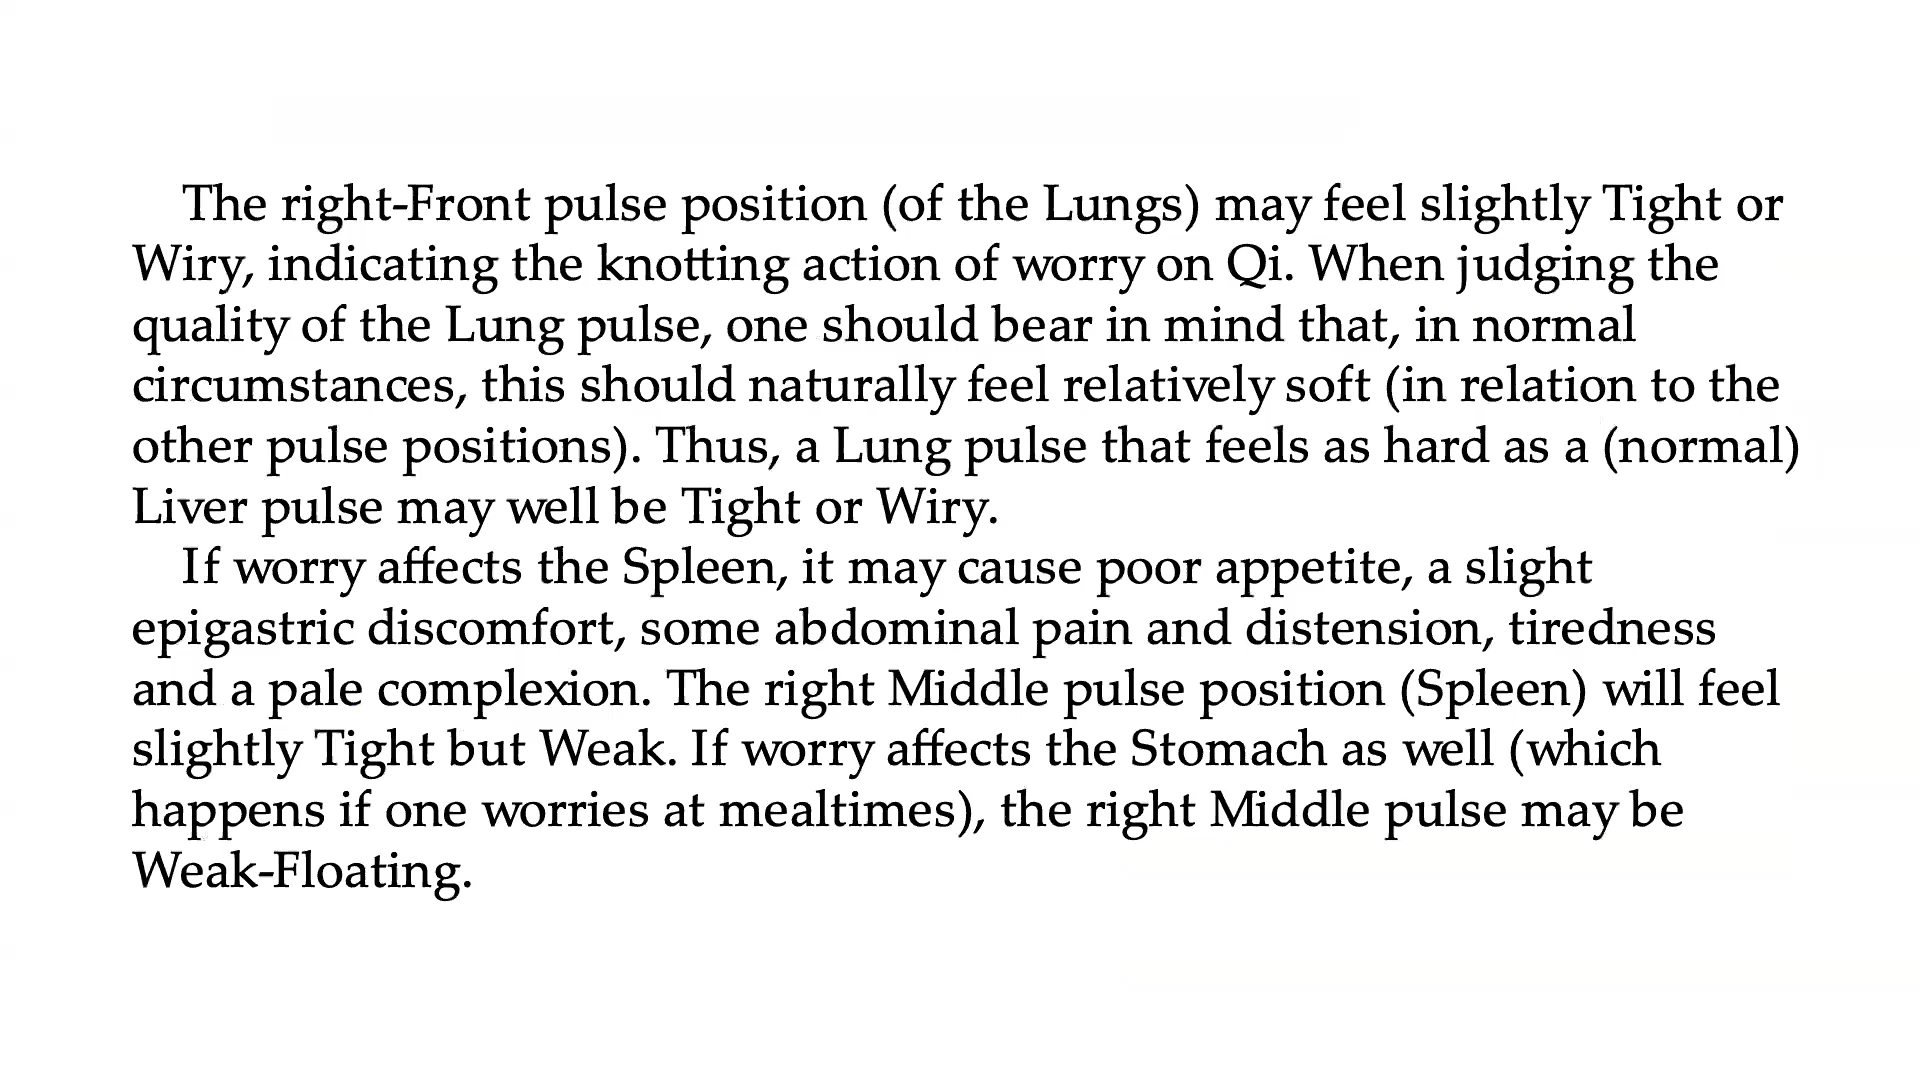 The right-Front pulse position (of the Lungs) may feel slightly Tight or
Wiry, indicating the knotting action of worry on Qi. When judging the
quality of the Lung pulse, one should bear in mind that, in normal
circumstances, this should naturally feel relatively soft (in relation to the
other pulse positions). Thus, a Lung pulse that feels as hard as a (normal)
Liver pulse may well be Tight or Wiry.
If worry affects the Spleen, it may cause poor appetite, a slight
epigastric discomfort, some abdominal pain and distension, tiredness
and a pale complexion. The right Middle pulse position (Spleen) will feel
slightly Tight but Weak. If worry affects the Stomach as well (which
happens if one worries at mealtimes), the right Middle pulse may be
Weak-Floating.